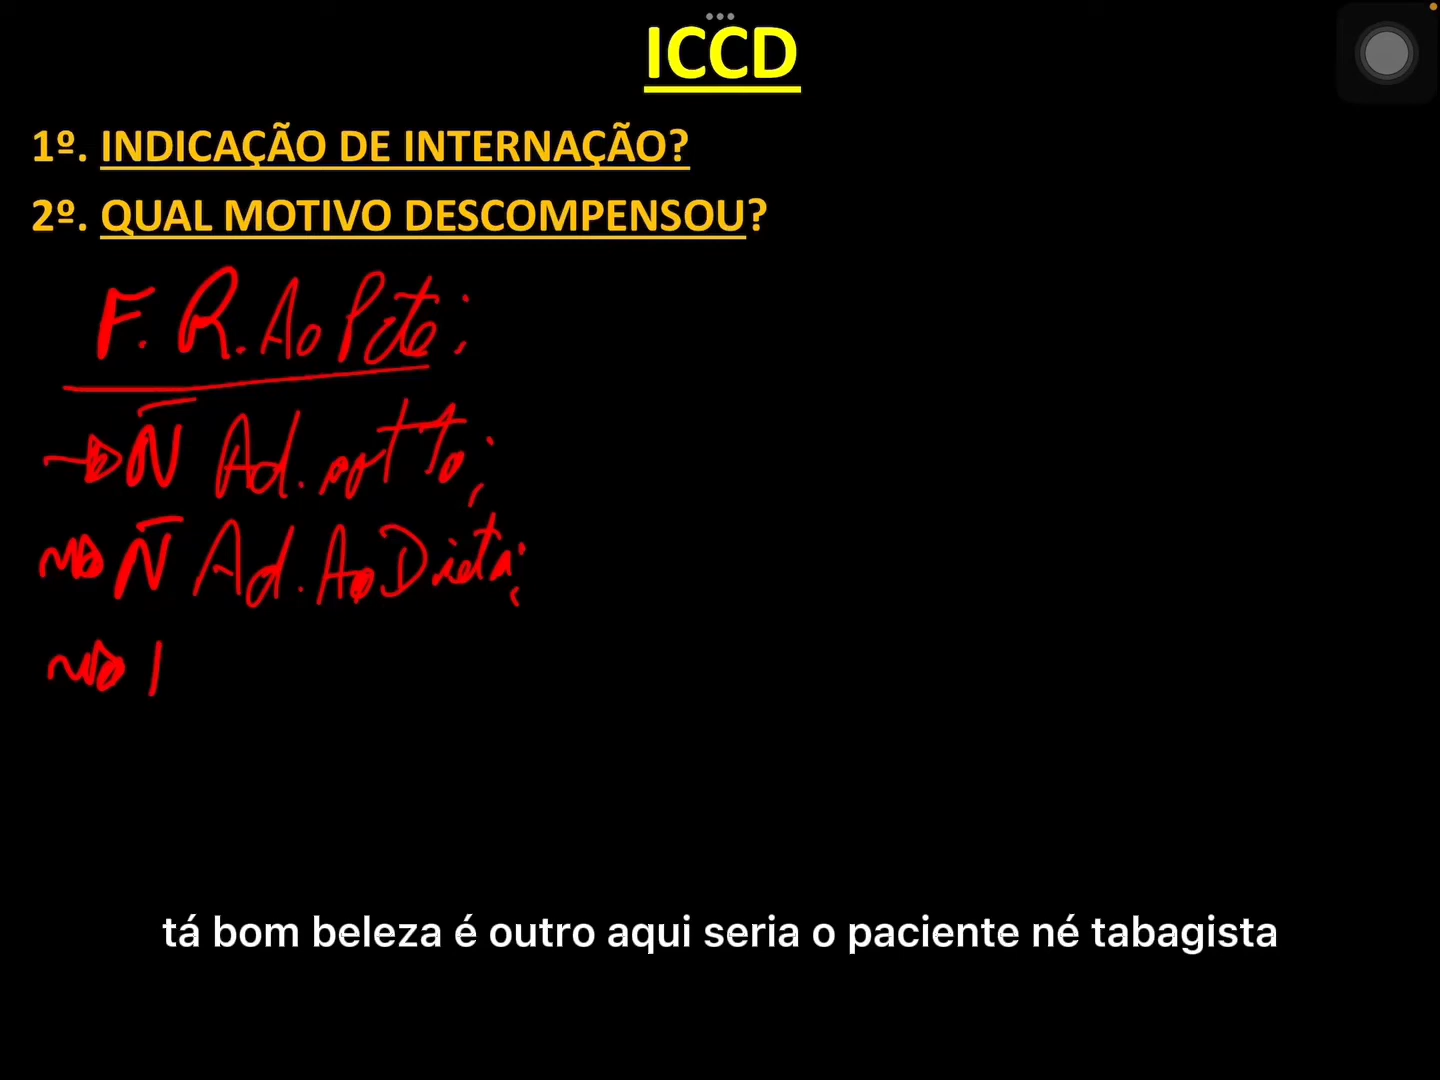 ICCD
1º. INDICAÇÃO DE INTERNAÇÃO?
2º. QUAL MOTIVO DESCOMPENSOU?
F. R. Ao Pcte:
Ñ Ad. ao tto;
Ñ Ad. Ao Dieta;
tá bom beleza é outro aqui seria o paciente né tabagista